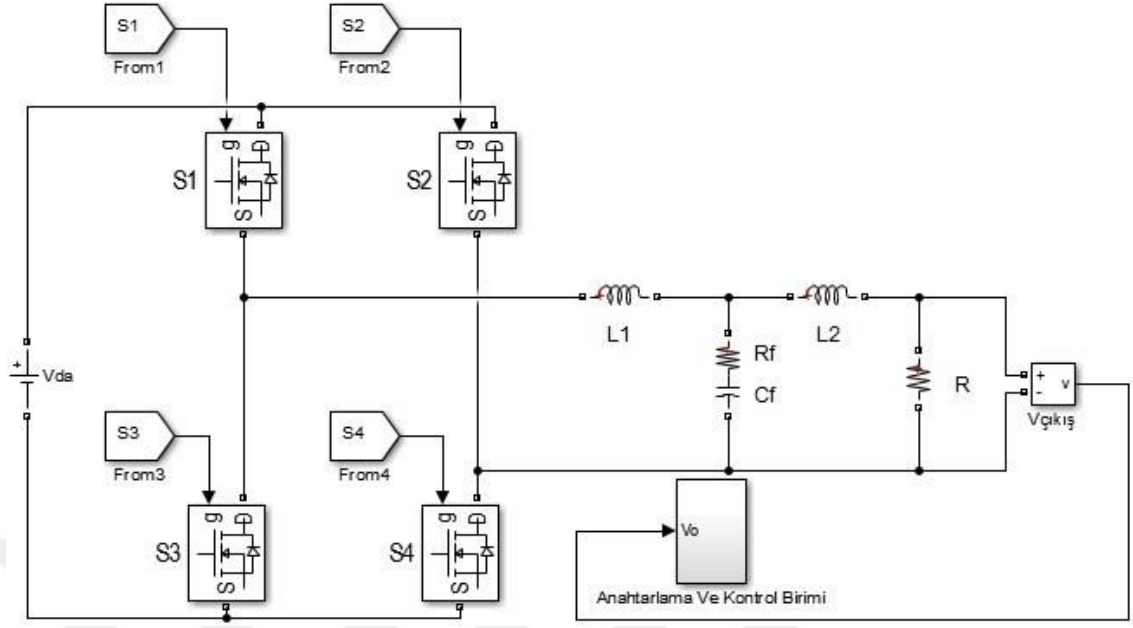 S1
From1
S2
From2
g
D
S1
S
g
D
S2
S
L1
L2
Rf
Cf
R
+
-
v
Vçıkış
+
Vda
S3
From3
S4
From4
g
D
S3
S
g
D
S4
S
Vo
Anahtarlama Ve Kontrol Birimi